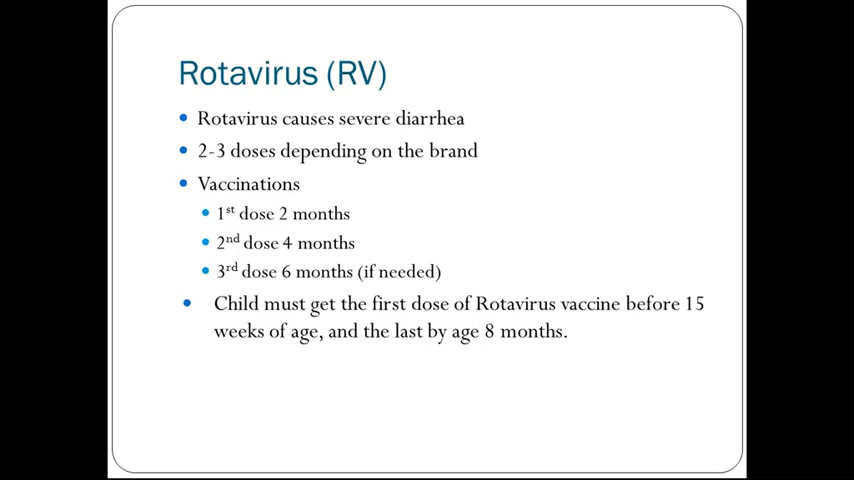 Rotavirus (RV)
• Rotavirus causes severe diarrhea
• 2-3 doses depending on the brand
• Vaccinations
• 1st dose 2 months
• 2nd dose 4 months
• 3rd dose 6 months (if needed)
• Child must get the first dose of Rotavirus vaccine before 15
weeks of age, and the last by age 8 months.